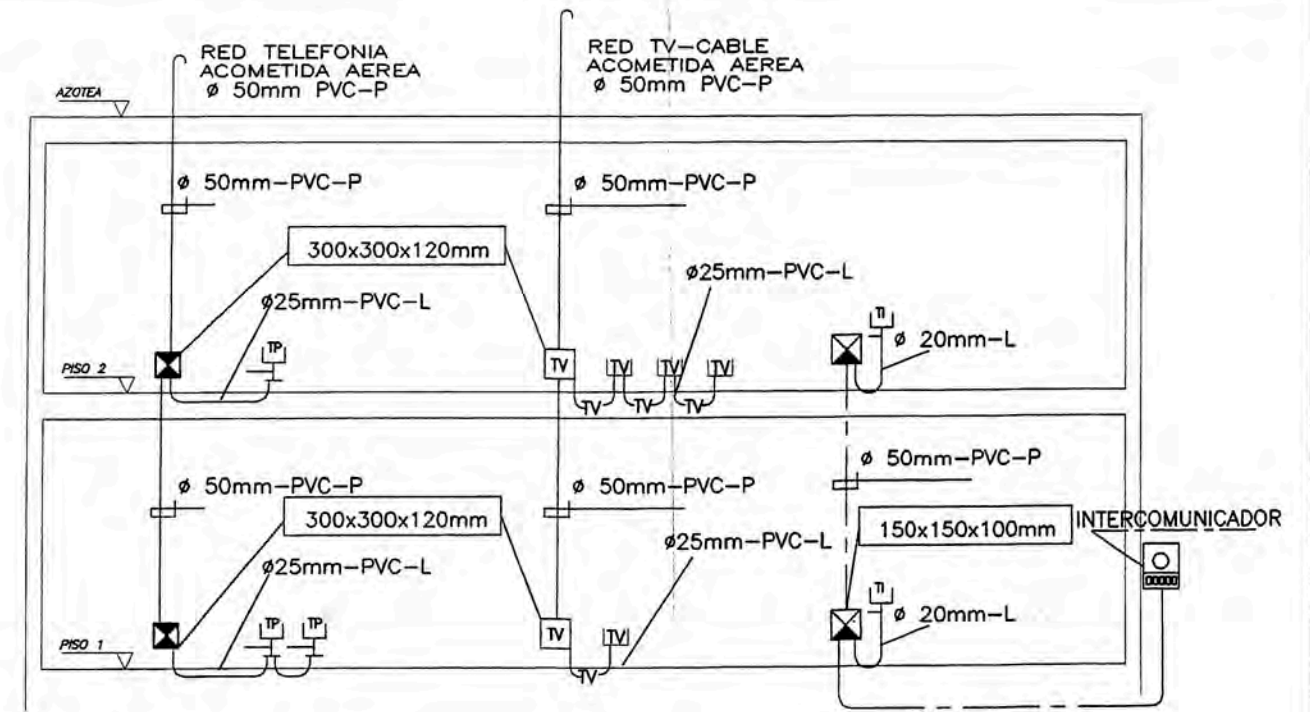 RED TELEFONIA
ACOMETIDA AEREA
ø 50mm PVC-P
RED TV-CABLE
ACOMETIDA AEREA
ø 50mm PVC-P
AZOTEA
ø 50mm-PVC-P
ø 50mm-PVC-P
300x300x120mm
ø25mm-PVC-L
ø25mm-PVC-L
TI
ø 20mm-L
TP
TV
TV
TV
TV
PISO 2
TV
TV
TV
ø 50mm-PVC-P
ø 50mm-PVC-P
ø 50mm-PVC-P
300x300x120mm
150x150x100mm
INTERCOMUNICADOR
ø25mm-PVC-L
ø25mm-PVC-L
TI
ø 20mm-L
TP
TP
TV
TV
PISO 1
TV